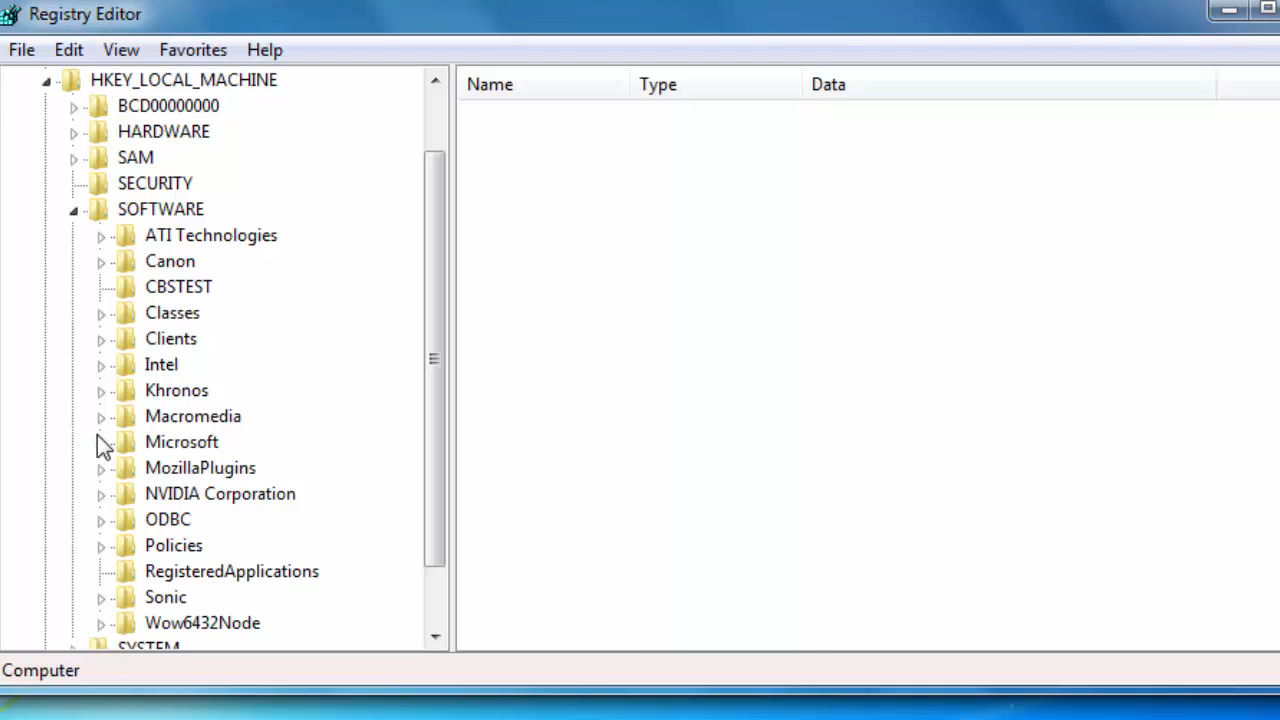 Registry Editor
File Edit View Favorites Help
HKEY_LOCAL_MACHINE
BCD00000000
HARDWARE
SAM
SECURITY
SOFTWARE
ATI Technologies
Canon
CBSTEST
Classes
Clients
Intel
Khronos
Macromedia
Microsoft
MozillaPlugins
NVIDIA Corporation
ODBC
Policies
RegisteredApplications
Sonic
Wow6432Node
SYSTEM
Name Type Data
Computer